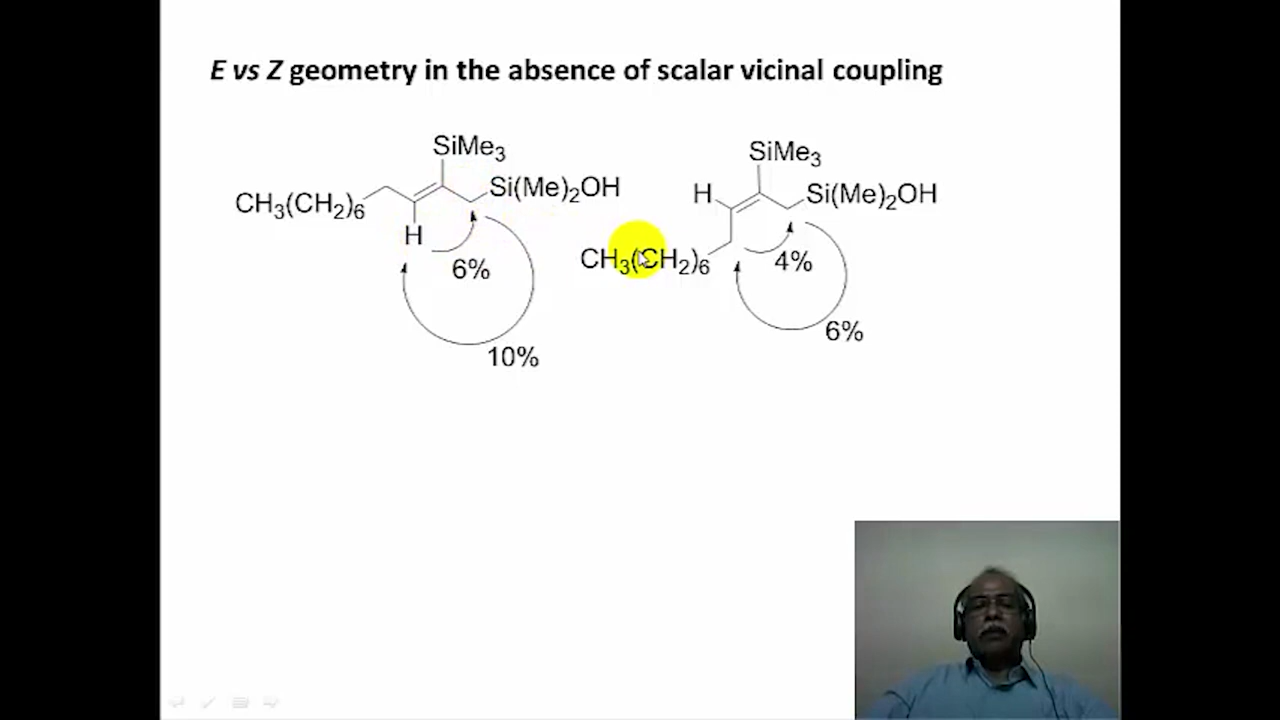 E vs Z geometry in the absence of scalar vicinal coupling
SiMe₃
Si(Me)₂OH
CH₃(CH₂)₆
H
6%
10%
SiMe₃
H
Si(Me)₂OH
CH₃(CH₂)₆
4%
6%